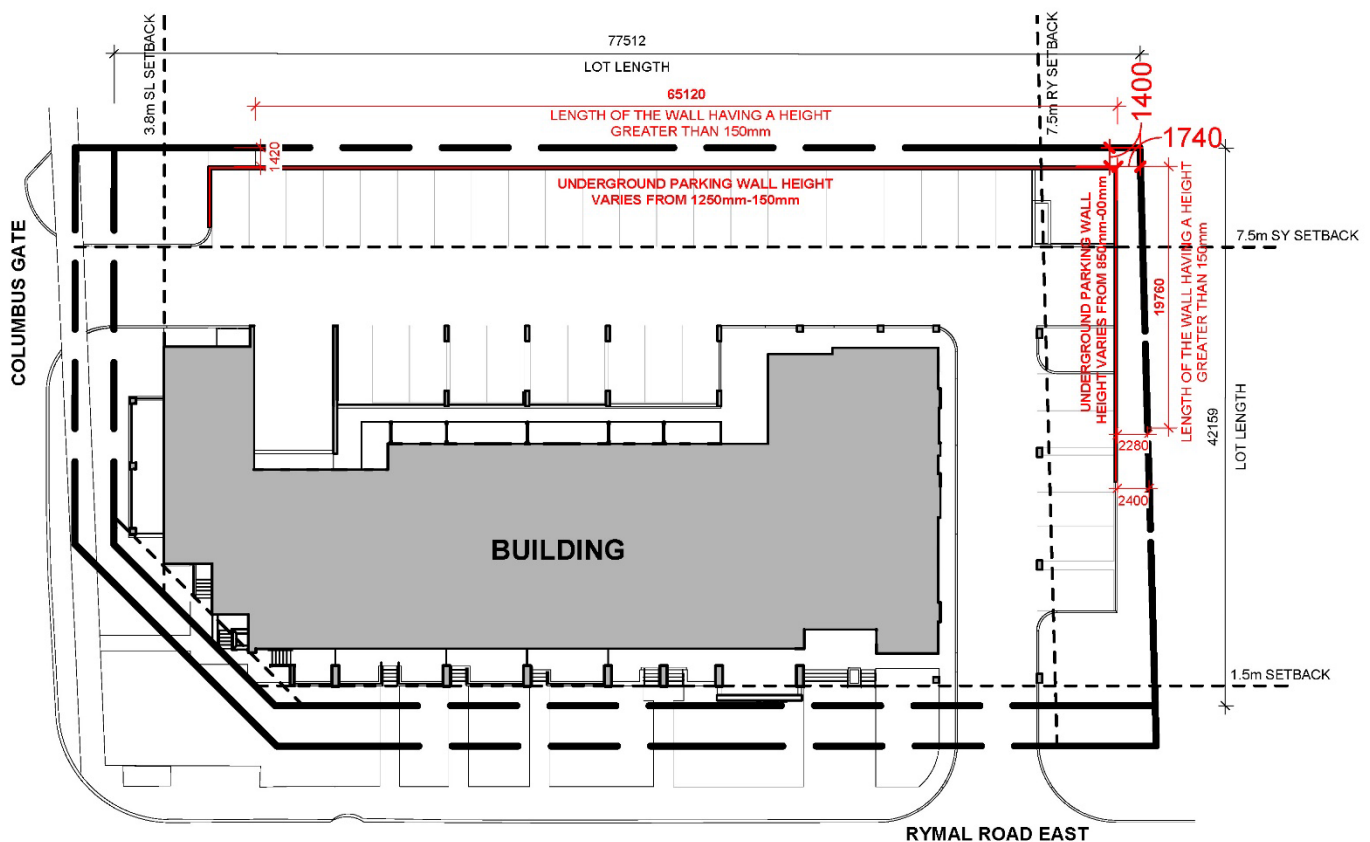 77512
LOT LENGTH
3.8m SL SETBACK
7.5m RY SETBACK
65120
LENGTH OF THE WALL HAVING A HEIGHT
GREATER THAN 150mm
1400
1740
1420
UNDERGROUND PARKING WALL HEIGHT
VARIES FROM 1250mm-150mm
UNDERGROUND PARKING WALL
HEIGHT VARIES FROM 850mm-00mm
19760
LENGTH OF THE WALL HAVING A HEIGHT
GREATER THAN 150mm
7.5m SY SETBACK
COLUMBUS GATE
42159
LOT LENGTH
2280
2400
BUILDING
1.5m SETBACK
RYMAL ROAD EAST